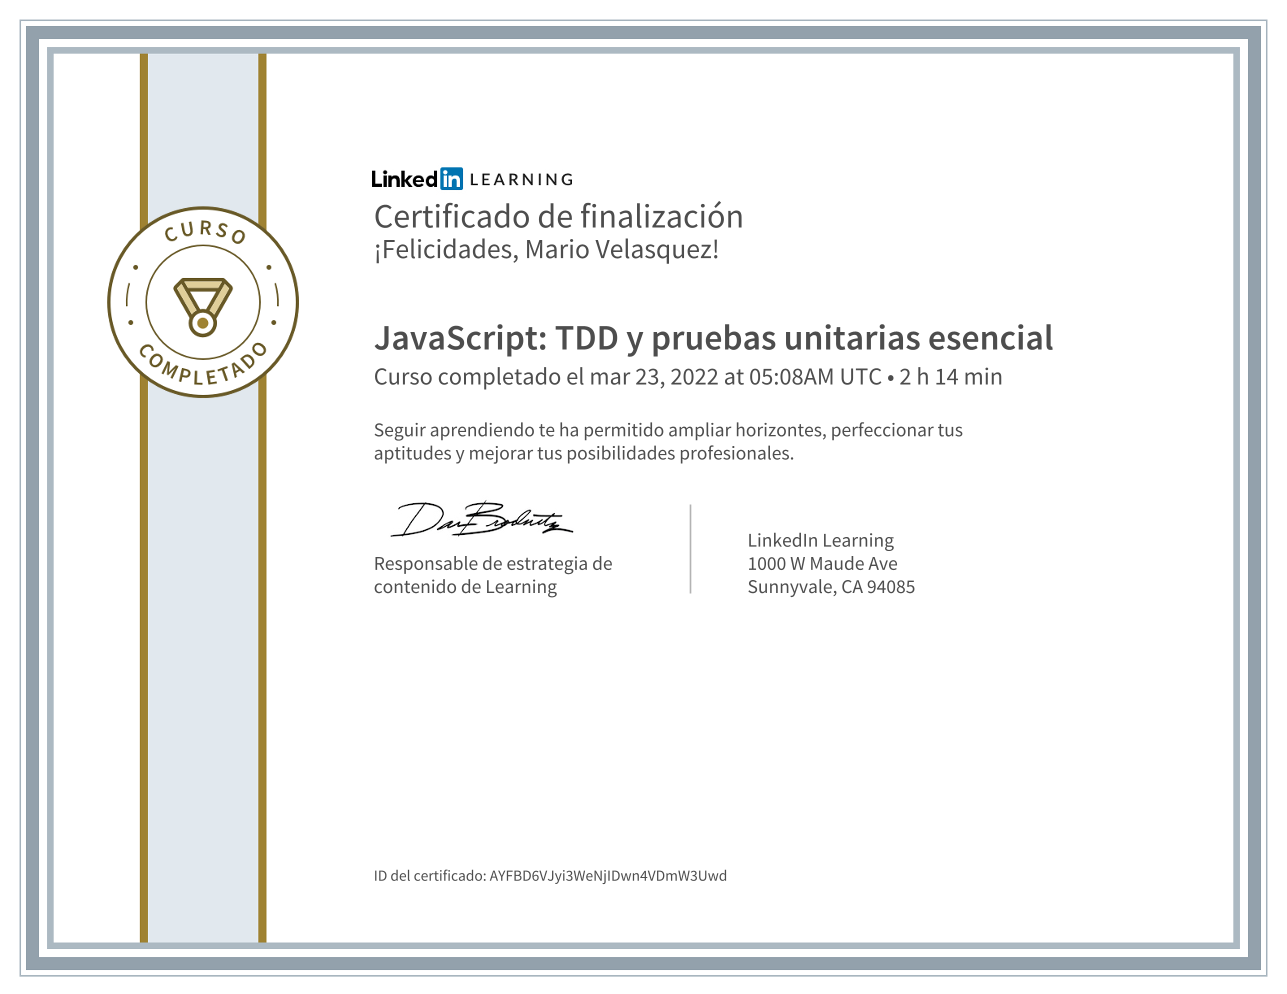 CURSO
COMPLETADO
Linked in LEARNING
Certificado de finalización
¡Felicidades, Mario Velasquez!
JavaScript: TDD y pruebas unitarias esencial
Curso completado el mar 23, 2022 at 05:08AM UTC • 2 h 14 min
Seguir aprendiendo te ha permitido ampliar horizontes, perfeccionar tus
aptitudes y mejorar tus posibilidades profesionales.
Responsable de estrategia de
contenido de Learning
LinkedIn Learning
1000 W Maude Ave
Sunnyvale, CA 94085
ID del certificado: AYFBD6VJyi3WeNjIDwn4VDmW3Uwd